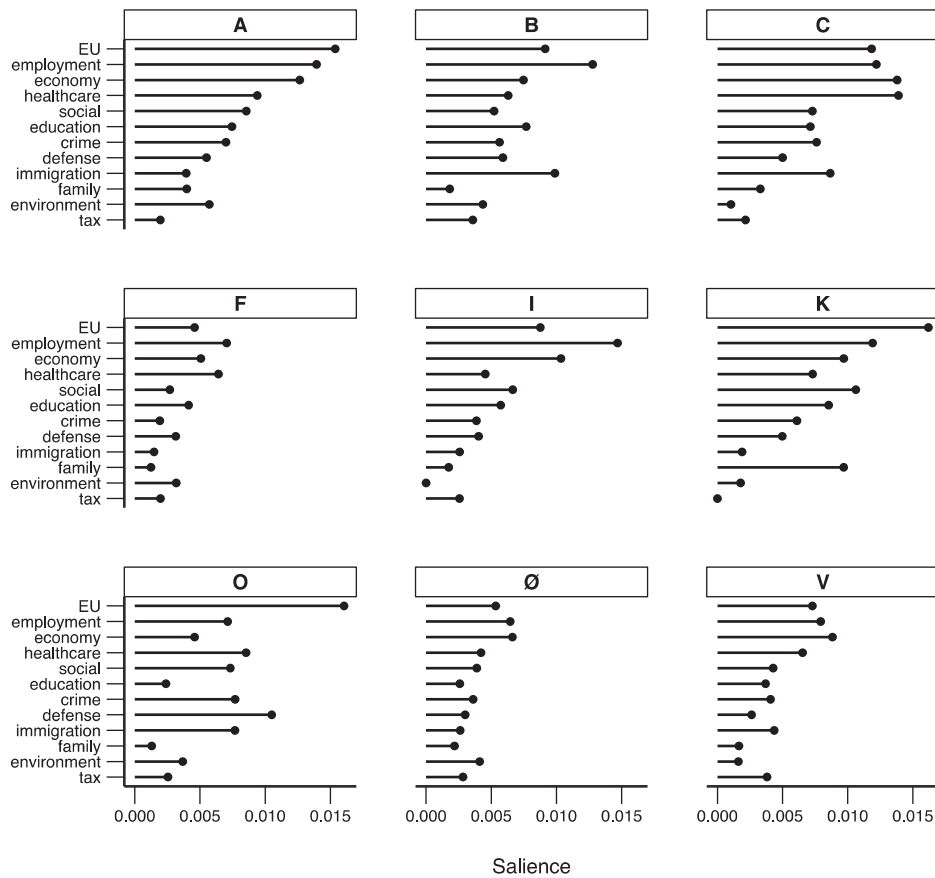 A B C
EU
employment
economy
healthcare
social
education
crime
defense
immigration
family
environment
tax
F I K
EU
employment
economy
healthcare
social
education
crime
defense
immigration
family
environment
tax
O Ø V
EU
employment
economy
healthcare
social
education
crime
defense
immigration
family
environment
tax
0.000 0.005 0.010 0.015 0.000 0.005 0.010 0.015 0.000 0.005 0.010 0.015
Salience